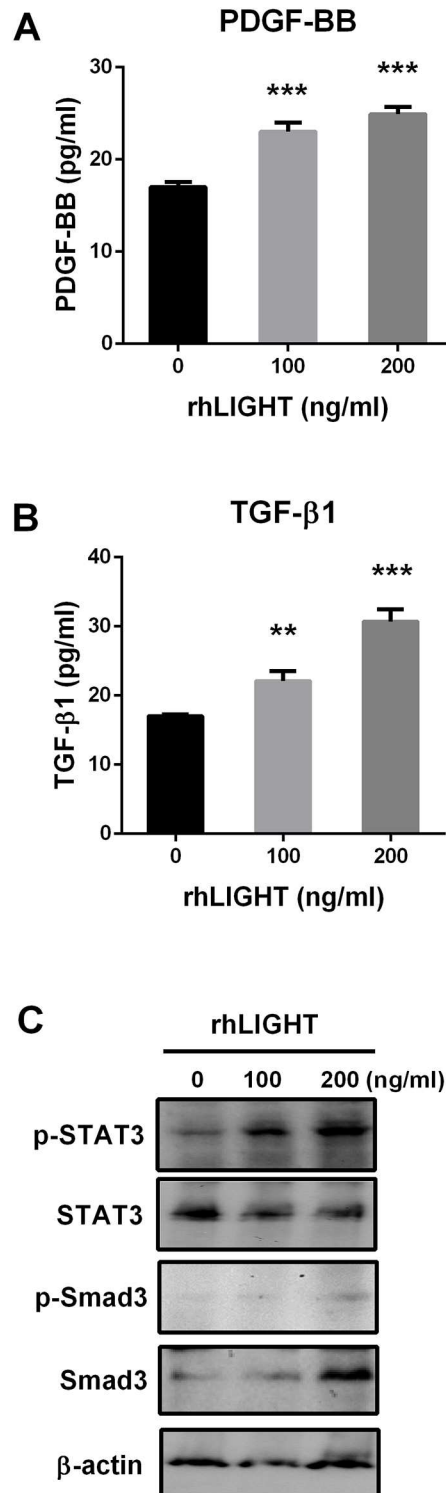 A
PDGF-BB
PDGF-BB (pg/ml)
30
20
10
0
*** ***
0 100 200
rhLIGHT (ng/ml)
B
TGF-β1
TGF-β1 (pg/ml)
40
30
20
10
0
** ***
0 100 200
rhLIGHT (ng/ml)
C
rhLIGHT
0 100 200 (ng/ml)
p-STAT3
STAT3
p-Smad3
Smad3
β-actin